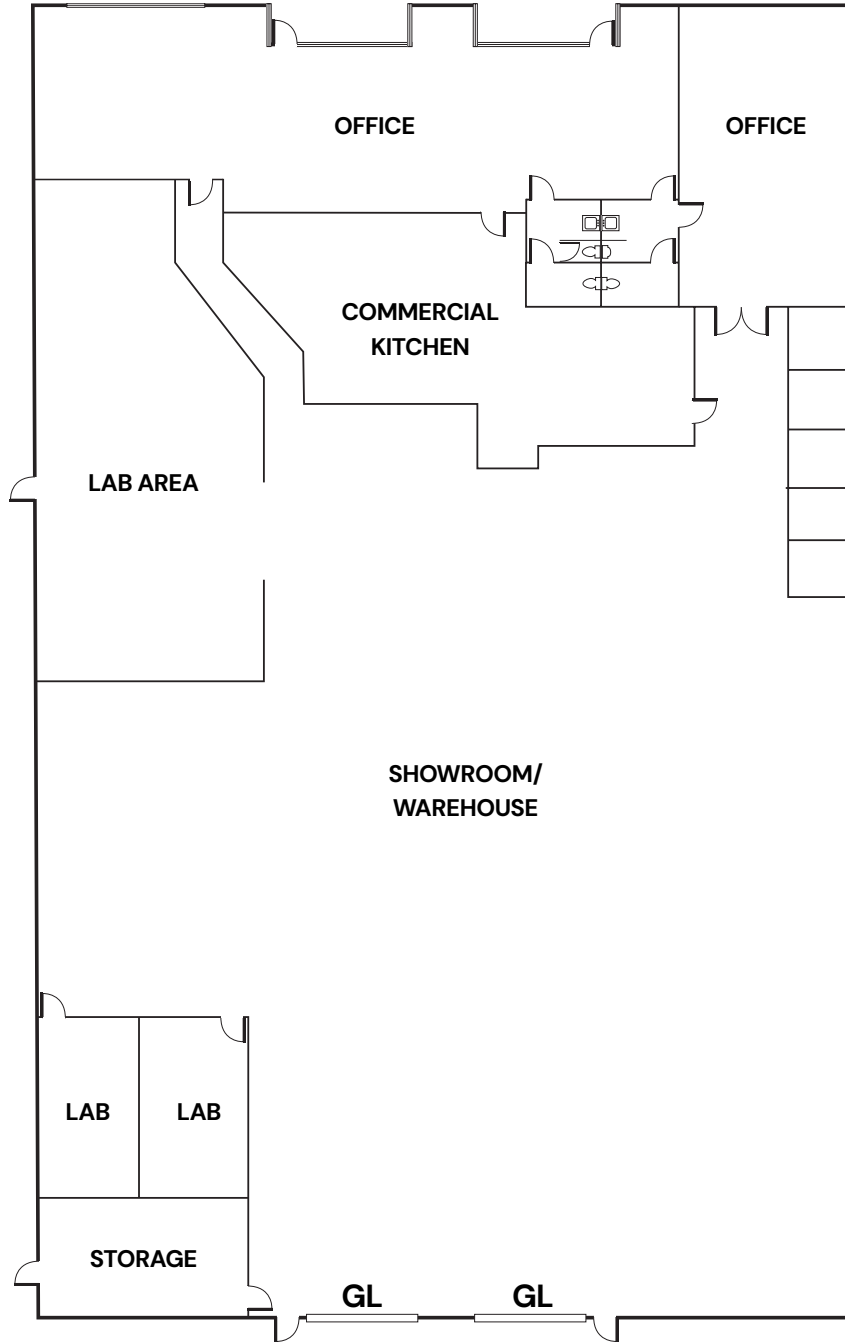 OFFICE
OFFICE
COMMERCIAL
KITCHEN
LAB AREA
SHOWROOM/
WAREHOUSE
LAB
LAB
STORAGE
GL
GL